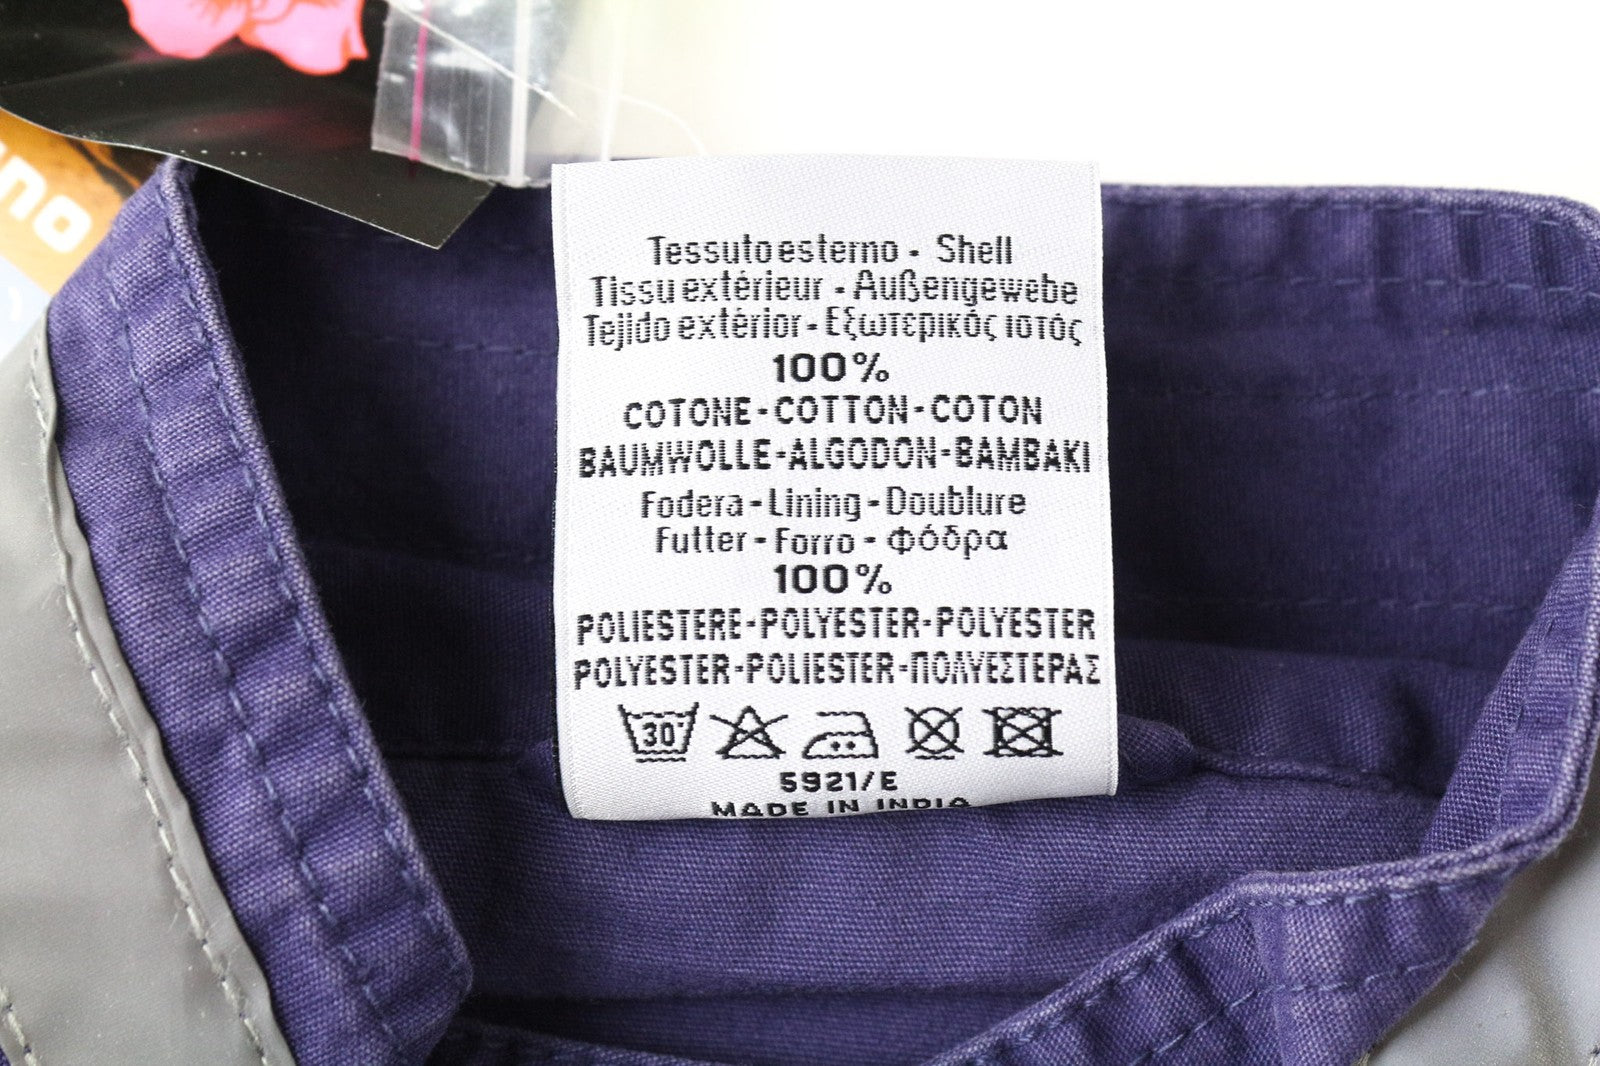 Tessuto esterno - Shell
Tissu extérieur - Außengewebe
Tejido extérior - Εξωτερικός ιστός
100%
COTONE-COTTON-COTON
BAUMWOLLE-ALGODON-BAMBAKI
Fodera-Lining-Doublure
Futter-Forro-Φόδρα
100%
POLIESTERE-POLYESTER-POLYESTER
POLYESTER-POLIESTER-ΠΟΛΥΕΣΤΕΡΑΣ
30°
5921/E
MADE IN INDIA